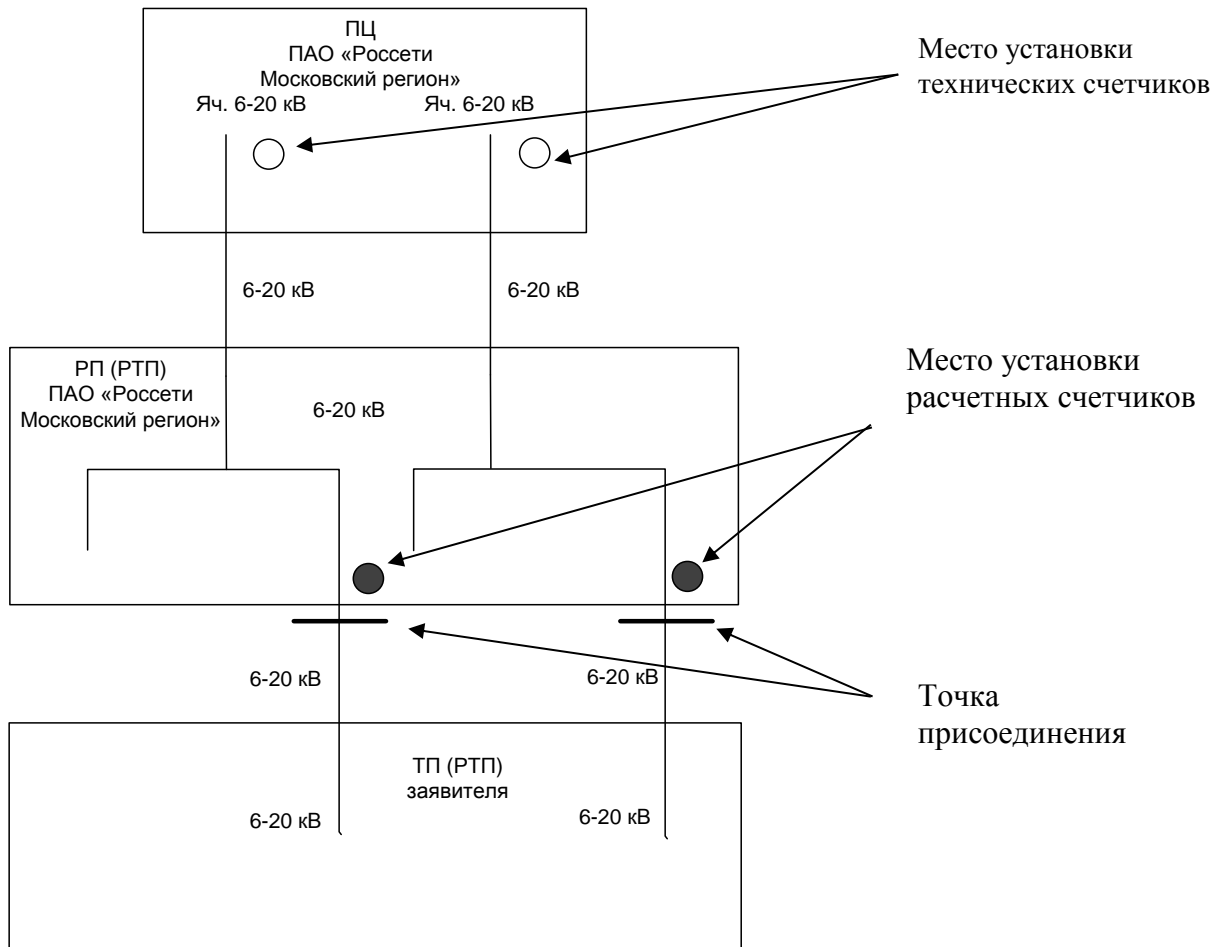 ПЦ
ПАО «Россети
Московский регион»
Яч. 6-20 кВ
Яч. 6-20 кВ
Место установки
технических счетчиков
6-20 кВ
6-20 кВ
РП (РТП)
ПАО «Россети
Московский регион»
6-20 кВ
Место установки
расчетных счетчиков
6-20 кВ
6-20 кВ
Точка
присоединения
ТП (РТП)
заявителя
6-20 кВ
6-20 кВ